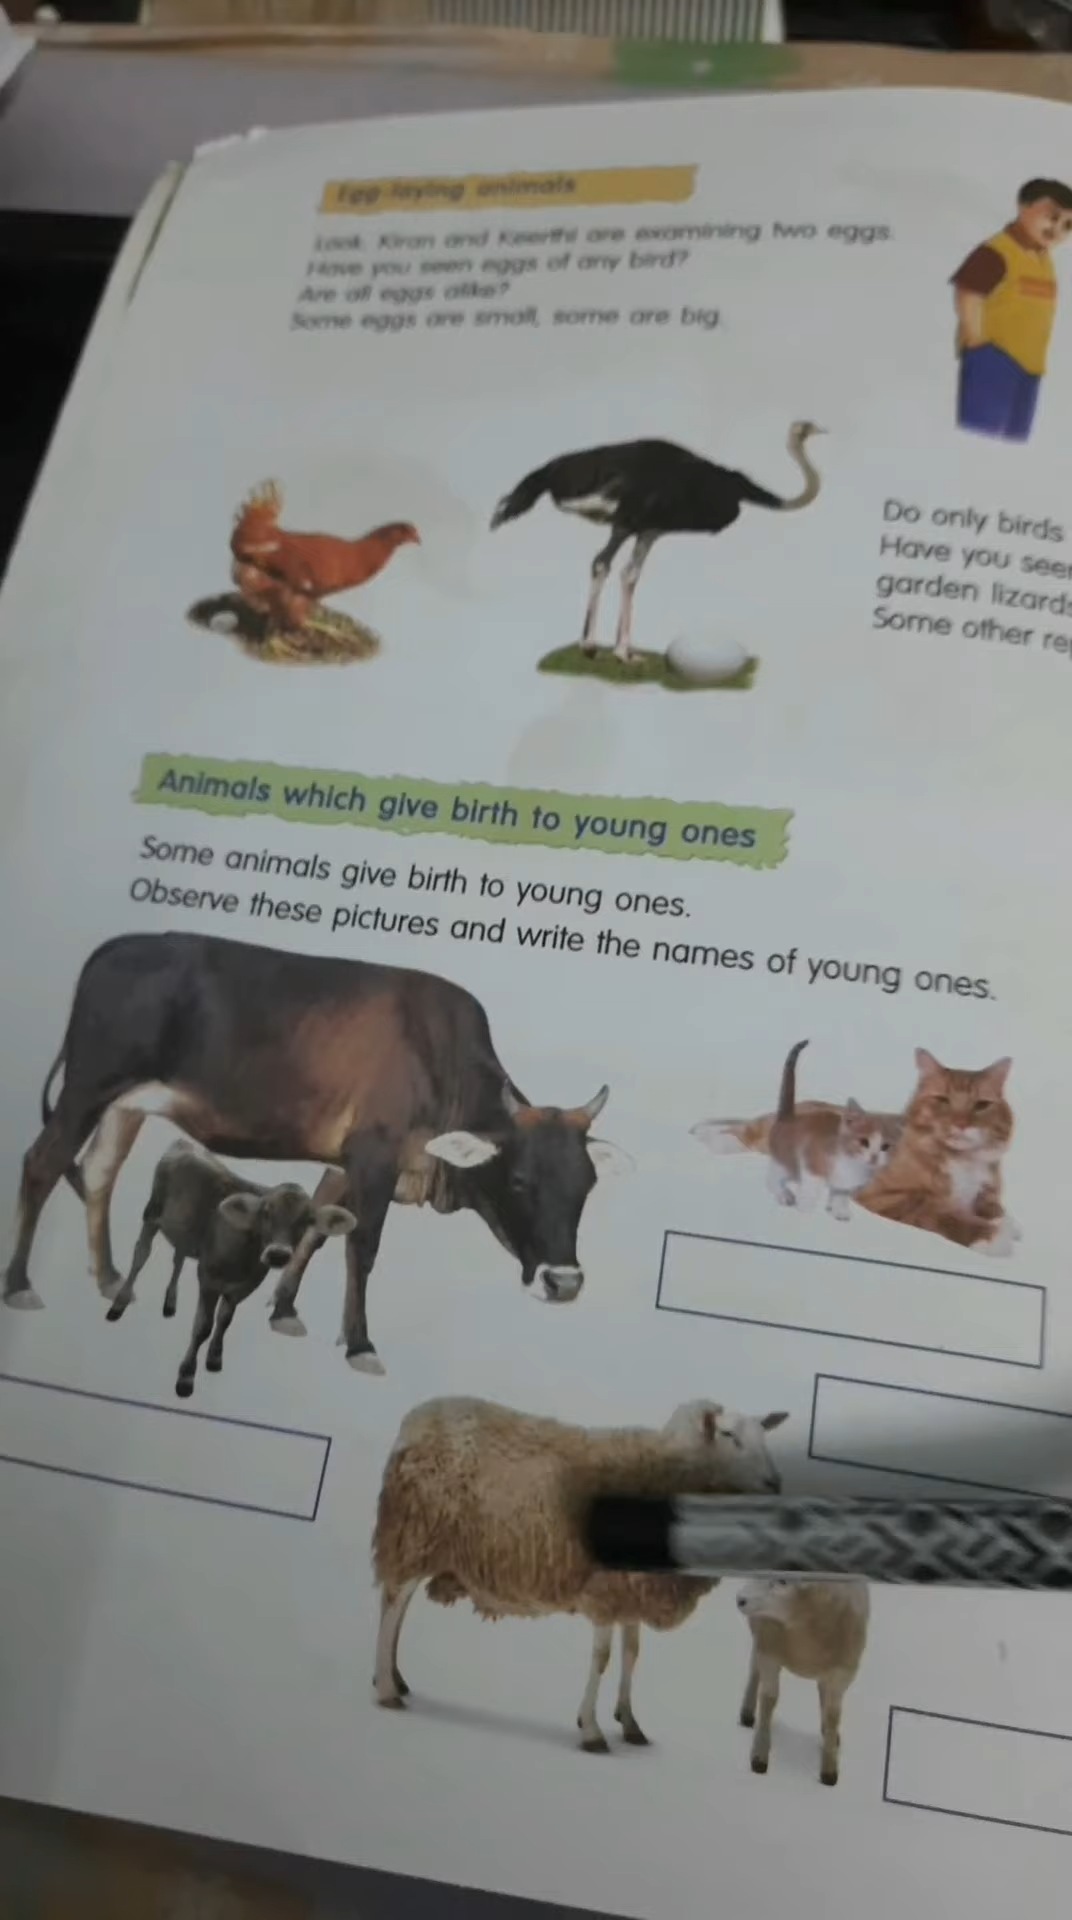 Egg-laying animals
Look. Kiran and Keerthi are examining two eggs.
Have you seen eggs of any bird?
Are all eggs alike?
Some eggs are small, some are big.
Do only birds
Have you seen
garden lizards
Some other
Animals which give birth to young ones
Some animals give birth to young ones.
Observe these pictures and write the names of young ones.